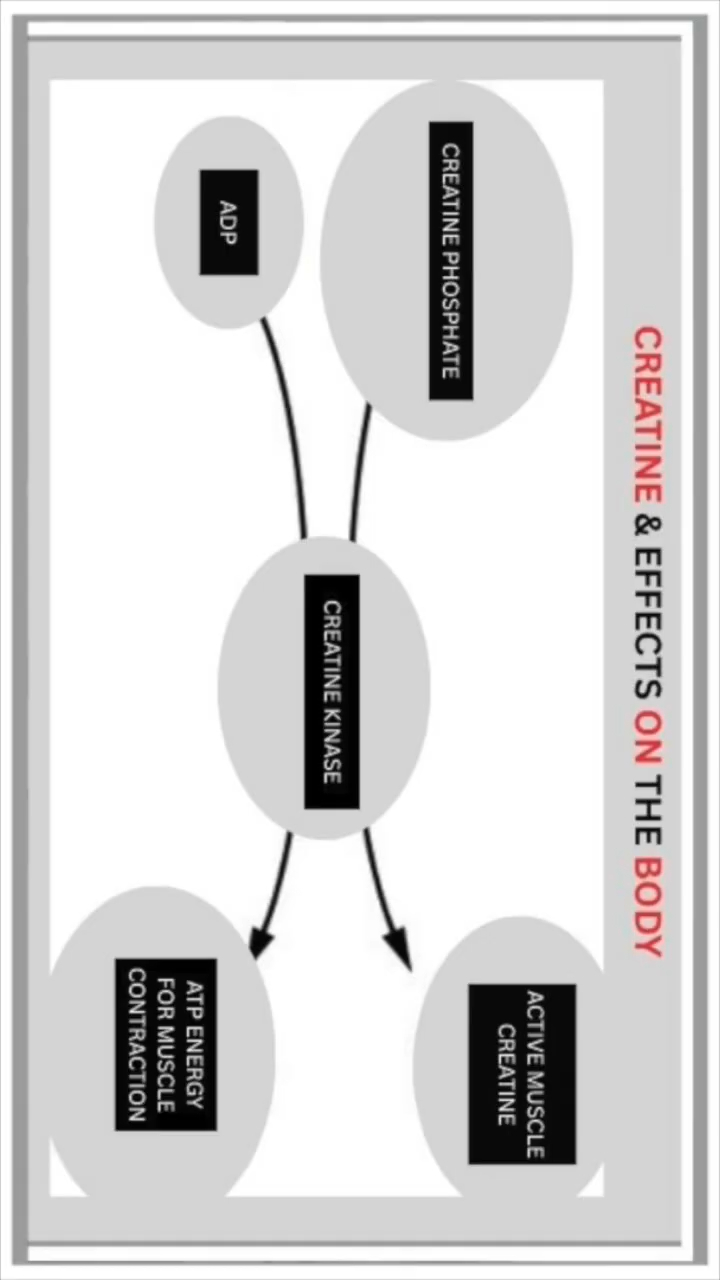 CREATINE & EFFECTS ON THE BODY
CREATINE PHOSPHATE
ADP
CREATINE KINASE
ACTIVE MUSCLE
CREATINE
ATP ENERGY
FOR MUSCLE
CONTRACTION